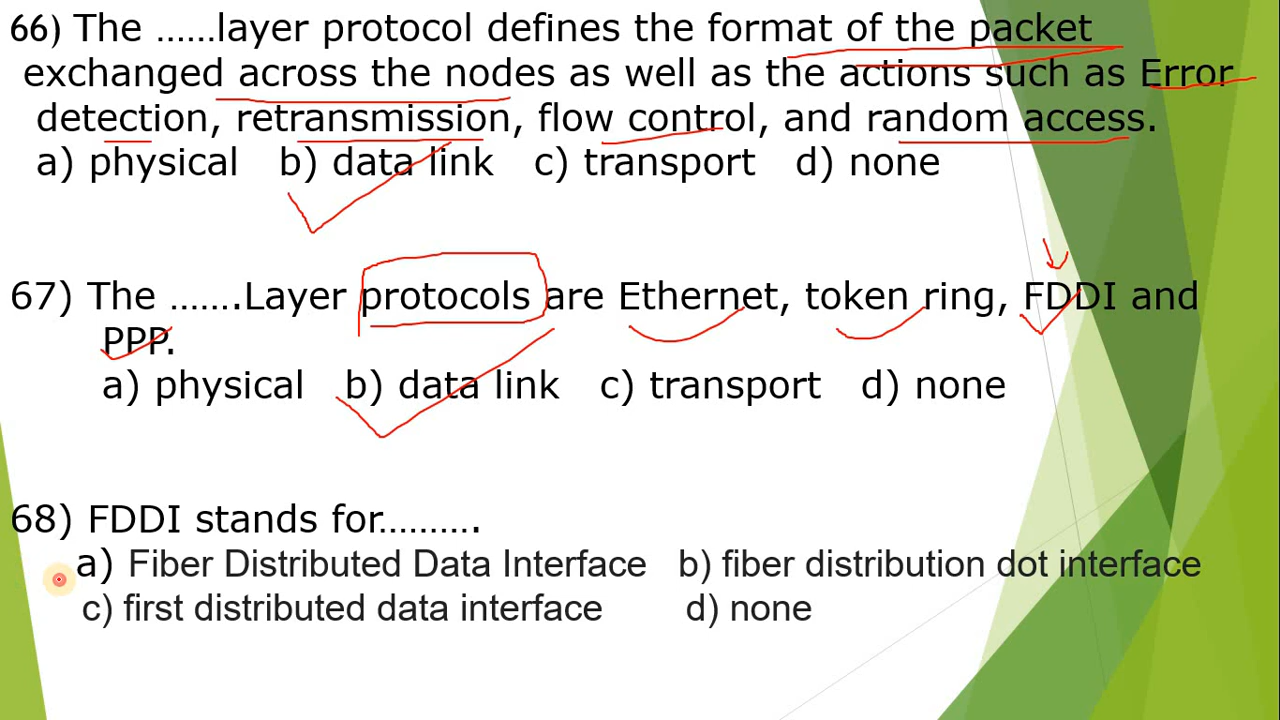 66) The ......layer protocol defines the format of the packet
exchanged across the nodes as well as the actions such as Error
detection, retransmission, flow control, and random access.
a) physical b) data link c) transport d) none
67) The .......Layer protocols are Ethernet, token ring, FDDI and
PPP.
a) physical b) data link c) transport d) none
68) FDDI stands for..........
a) Fiber Distributed Data Interface b) fiber distribution dot interface
c) first distributed data interface d) none